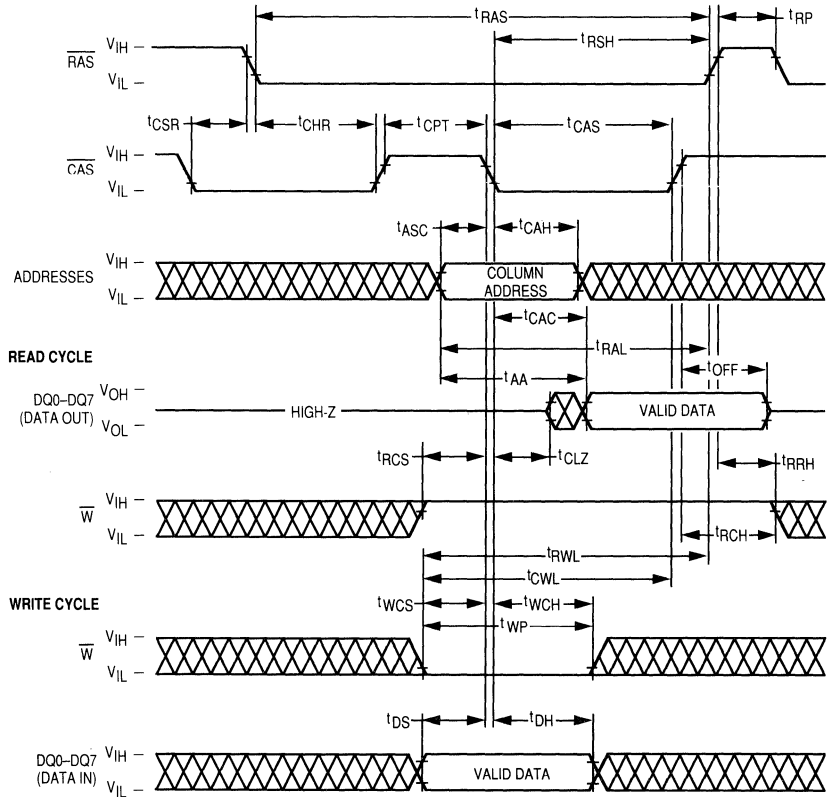 tRAS
tRP
tRSH
RAS
VIH
VIL
tCSR
tCHR
tCPT
tCAS
CAS
VIH
VIL
tASC
tCAH
ADDRESSES
VIH
VIL
COLUMN
ADDRESS
tCAC
tRAL
READ CYCLE
tAA
tOFF
DQ0–DQ7
(DATA OUT)
VOH
VOL
HIGH-Z
VALID DATA
tRCS
tCLZ
tRRH
W
VIH
VIL
tRCH
tRWL
tCWL
WRITE CYCLE
tWCS
tWCH
tWP
W
VIH
VIL
tDS
tDH
DQ0–DQ7
(DATA IN)
VIH
VIL
VALID DATA